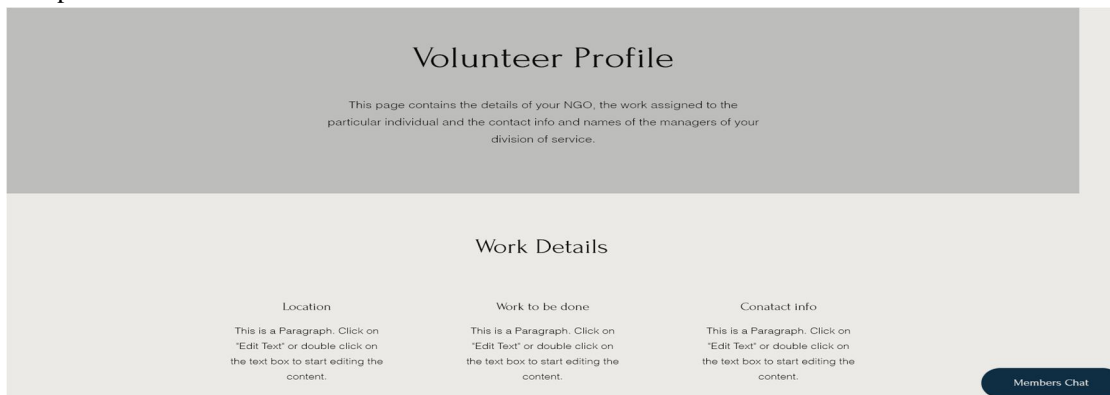 Volunteer Profile
This page contains the details of your NGO, the work assigned to the
particular individual and the contact info and names of the managers of your
division of service.
Work Details
Location
This is a Paragraph. Click on
"Edit Text" or double click on
the text box to start editing the
content.
Work to be done
This is a Paragraph. Click on
"Edit Text" or double click on
the text box to start editing the
content.
Conatact info
This is a Paragraph. Click on
"Edit Text" or double click on
the text box to start editing the
content.
Members Chat